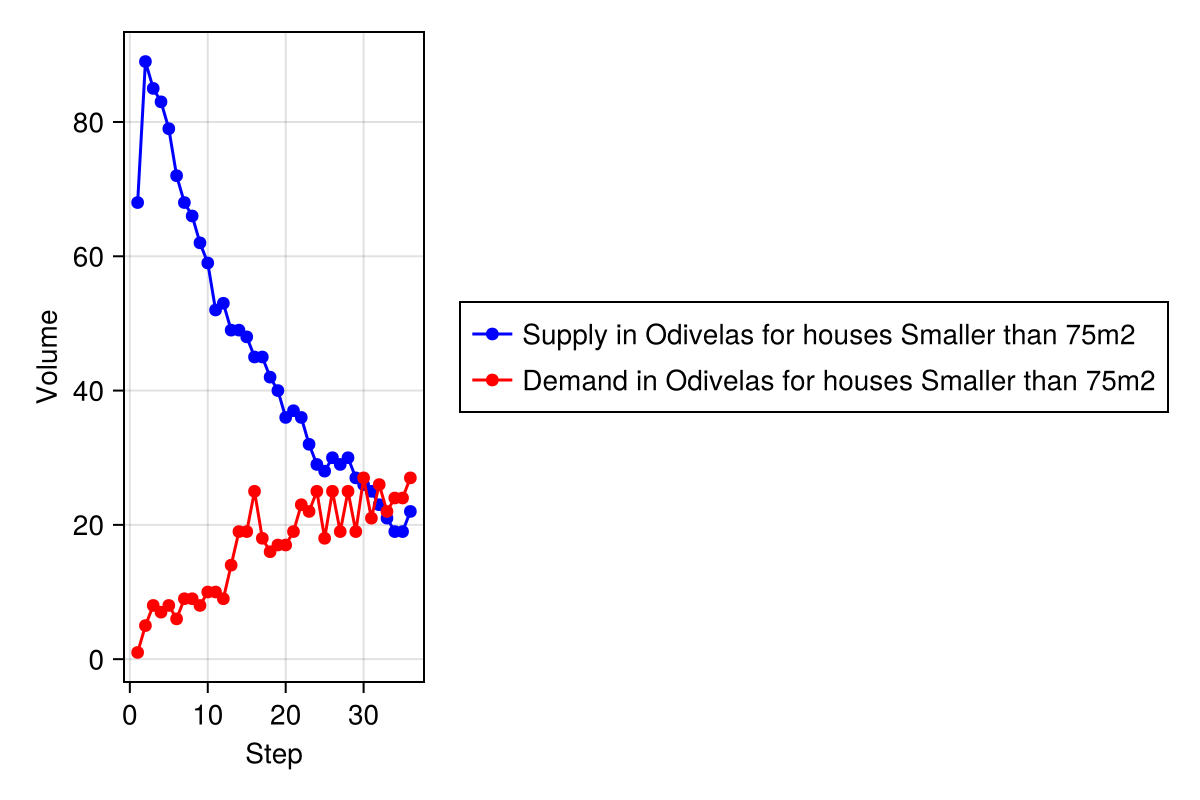 Volume
80
60
40
20
0
0 10 20 30
Step
Supply in Odivelas for houses Smaller than 75m2
Demand in Odivelas for houses Smaller than 75m2